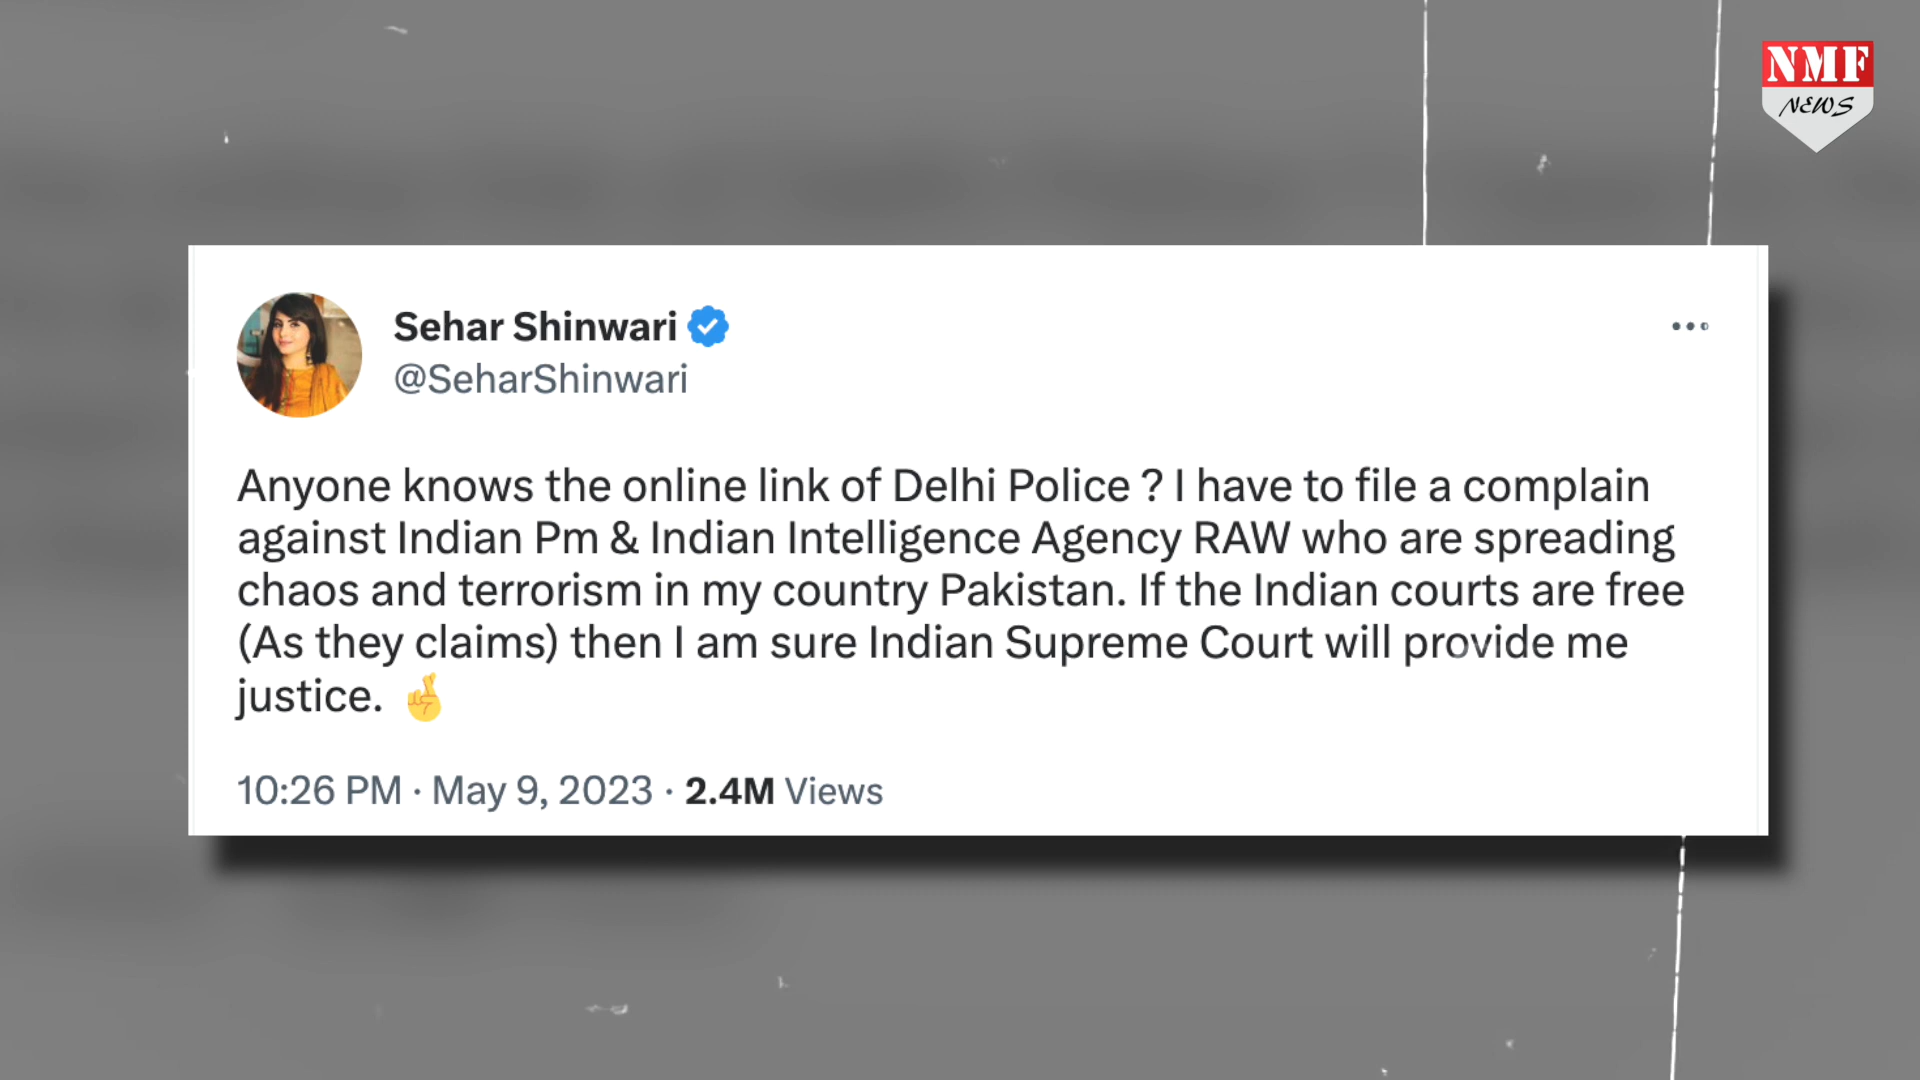 NMF
NEWS
Sehar Shinwari
@SeharShinwari
Anyone knows the online link of Delhi Police ? I have to file a complain
against Indian Pm & Indian Intelligence Agency RAW who are spreading
chaos and terrorism in my country Pakistan. If the Indian courts are free
(As they claims) then I am sure Indian Supreme Court will provide me
justice. 🤞
10:26 PM · May 9, 2023 · 2.4M Views